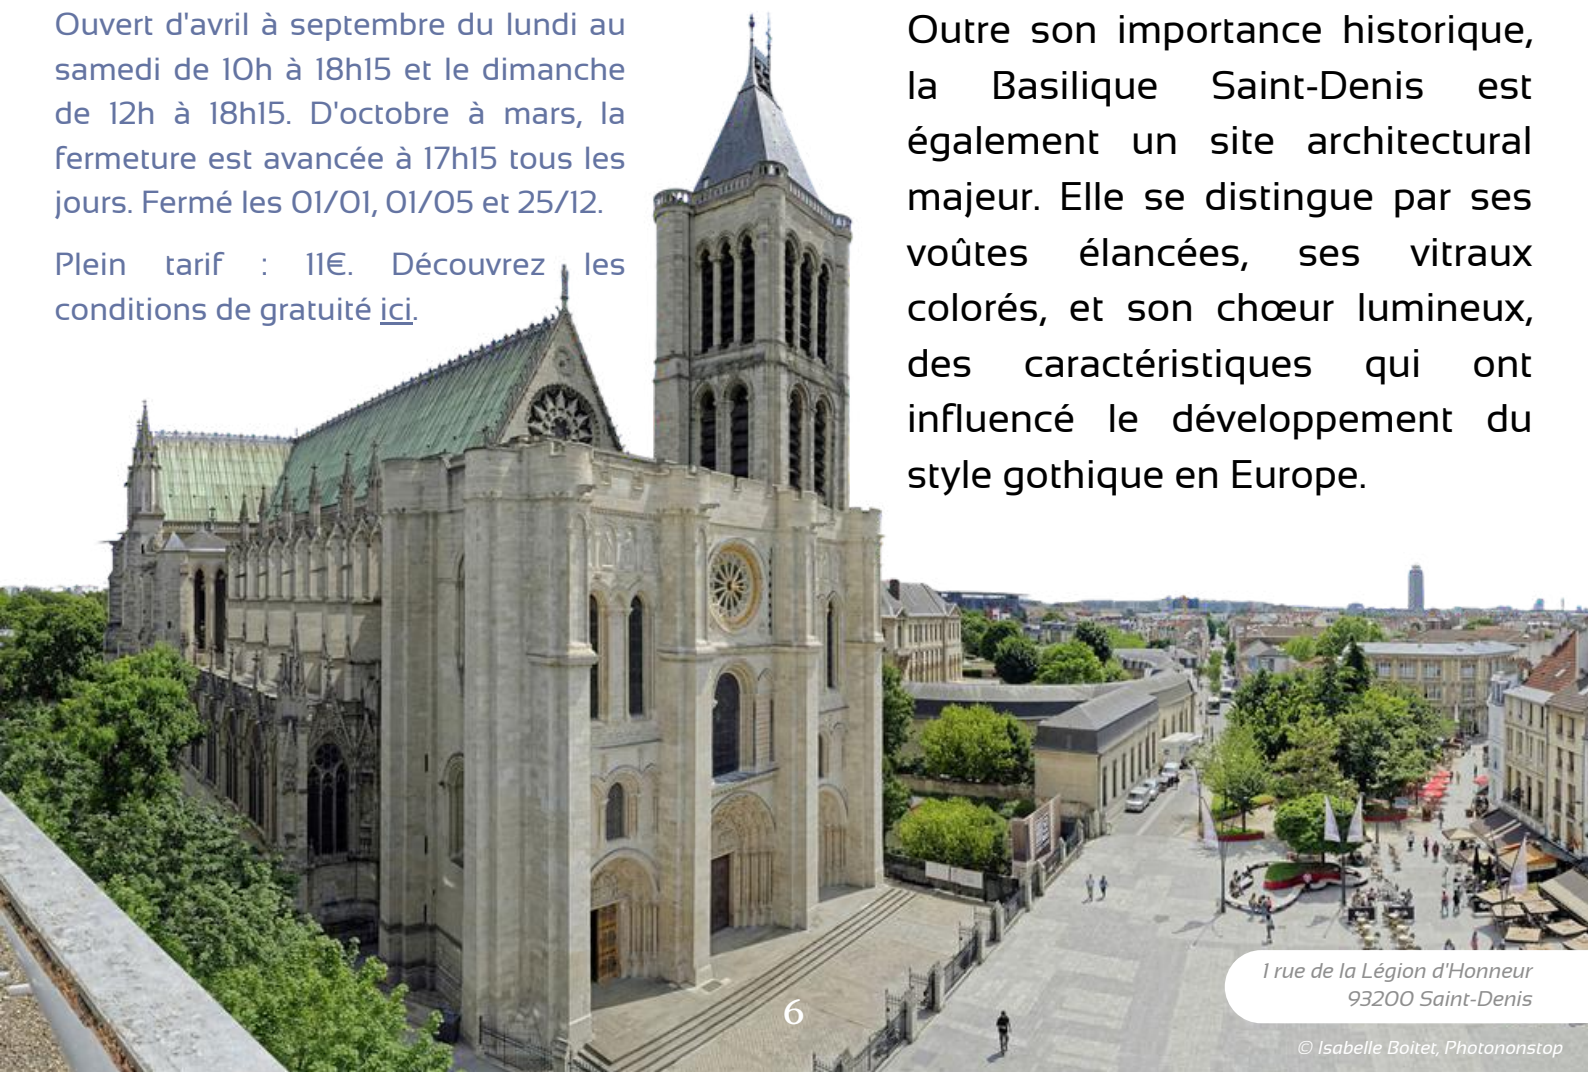 Ouvert d'avril à septembre du lundi au
samedi de 10h à 18h15 et le dimanche
de 12h à 18h15. D'octobre à mars, la
fermeture est avancée à 17h15 tous les
jours. Fermé les 01/01, 01/05 et 25/12.
Plein tarif : 11€. Découvrez les
conditions de gratuité ici.
Outre son importance historique,
la Basilique Saint-Denis est
également un site architectural
majeur. Elle se distingue par ses
voûtes élancées, ses vitraux
colorés, et son chœur lumineux,
des caractéristiques qui ont
influencé le développement du
style gothique en Europe.
1 rue de la Légion d'Honneur
93200 Saint-Denis
6
© Isabelle Boitet, Photononstop